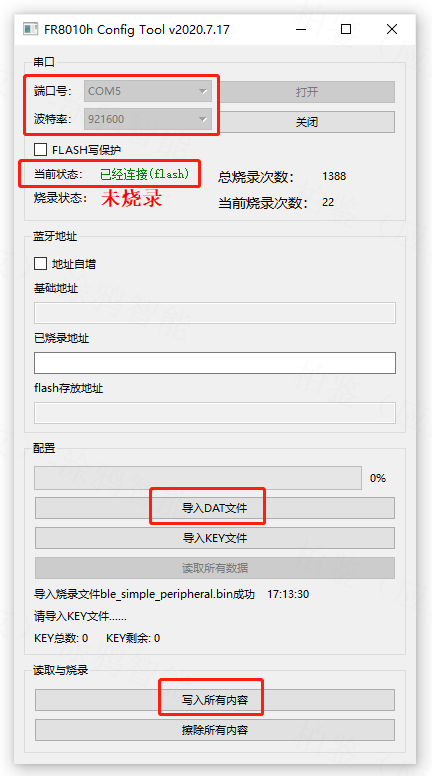 FR8010h Config Tool v2020.7.17
串口
端口号： COM5 打开
波特率： 921600 关闭
FLASH写保护
当前状态： 已经连接(flash) 总烧录次数： 1388
烧录状态： 未烧录 当前烧录次数： 22
蓝牙地址
地址自增
基础地址
已烧录地址
flash存放地址
配置
0%
导入DAT文件
导入KEY文件
读取所有数据
导入烧录文件ble_simple_peripheral.bin成功 17:13:30
请导入KEY文件......
KEY总数: 0 KEY剩余: 0
读取与烧录
写入所有内容
擦除所有内容